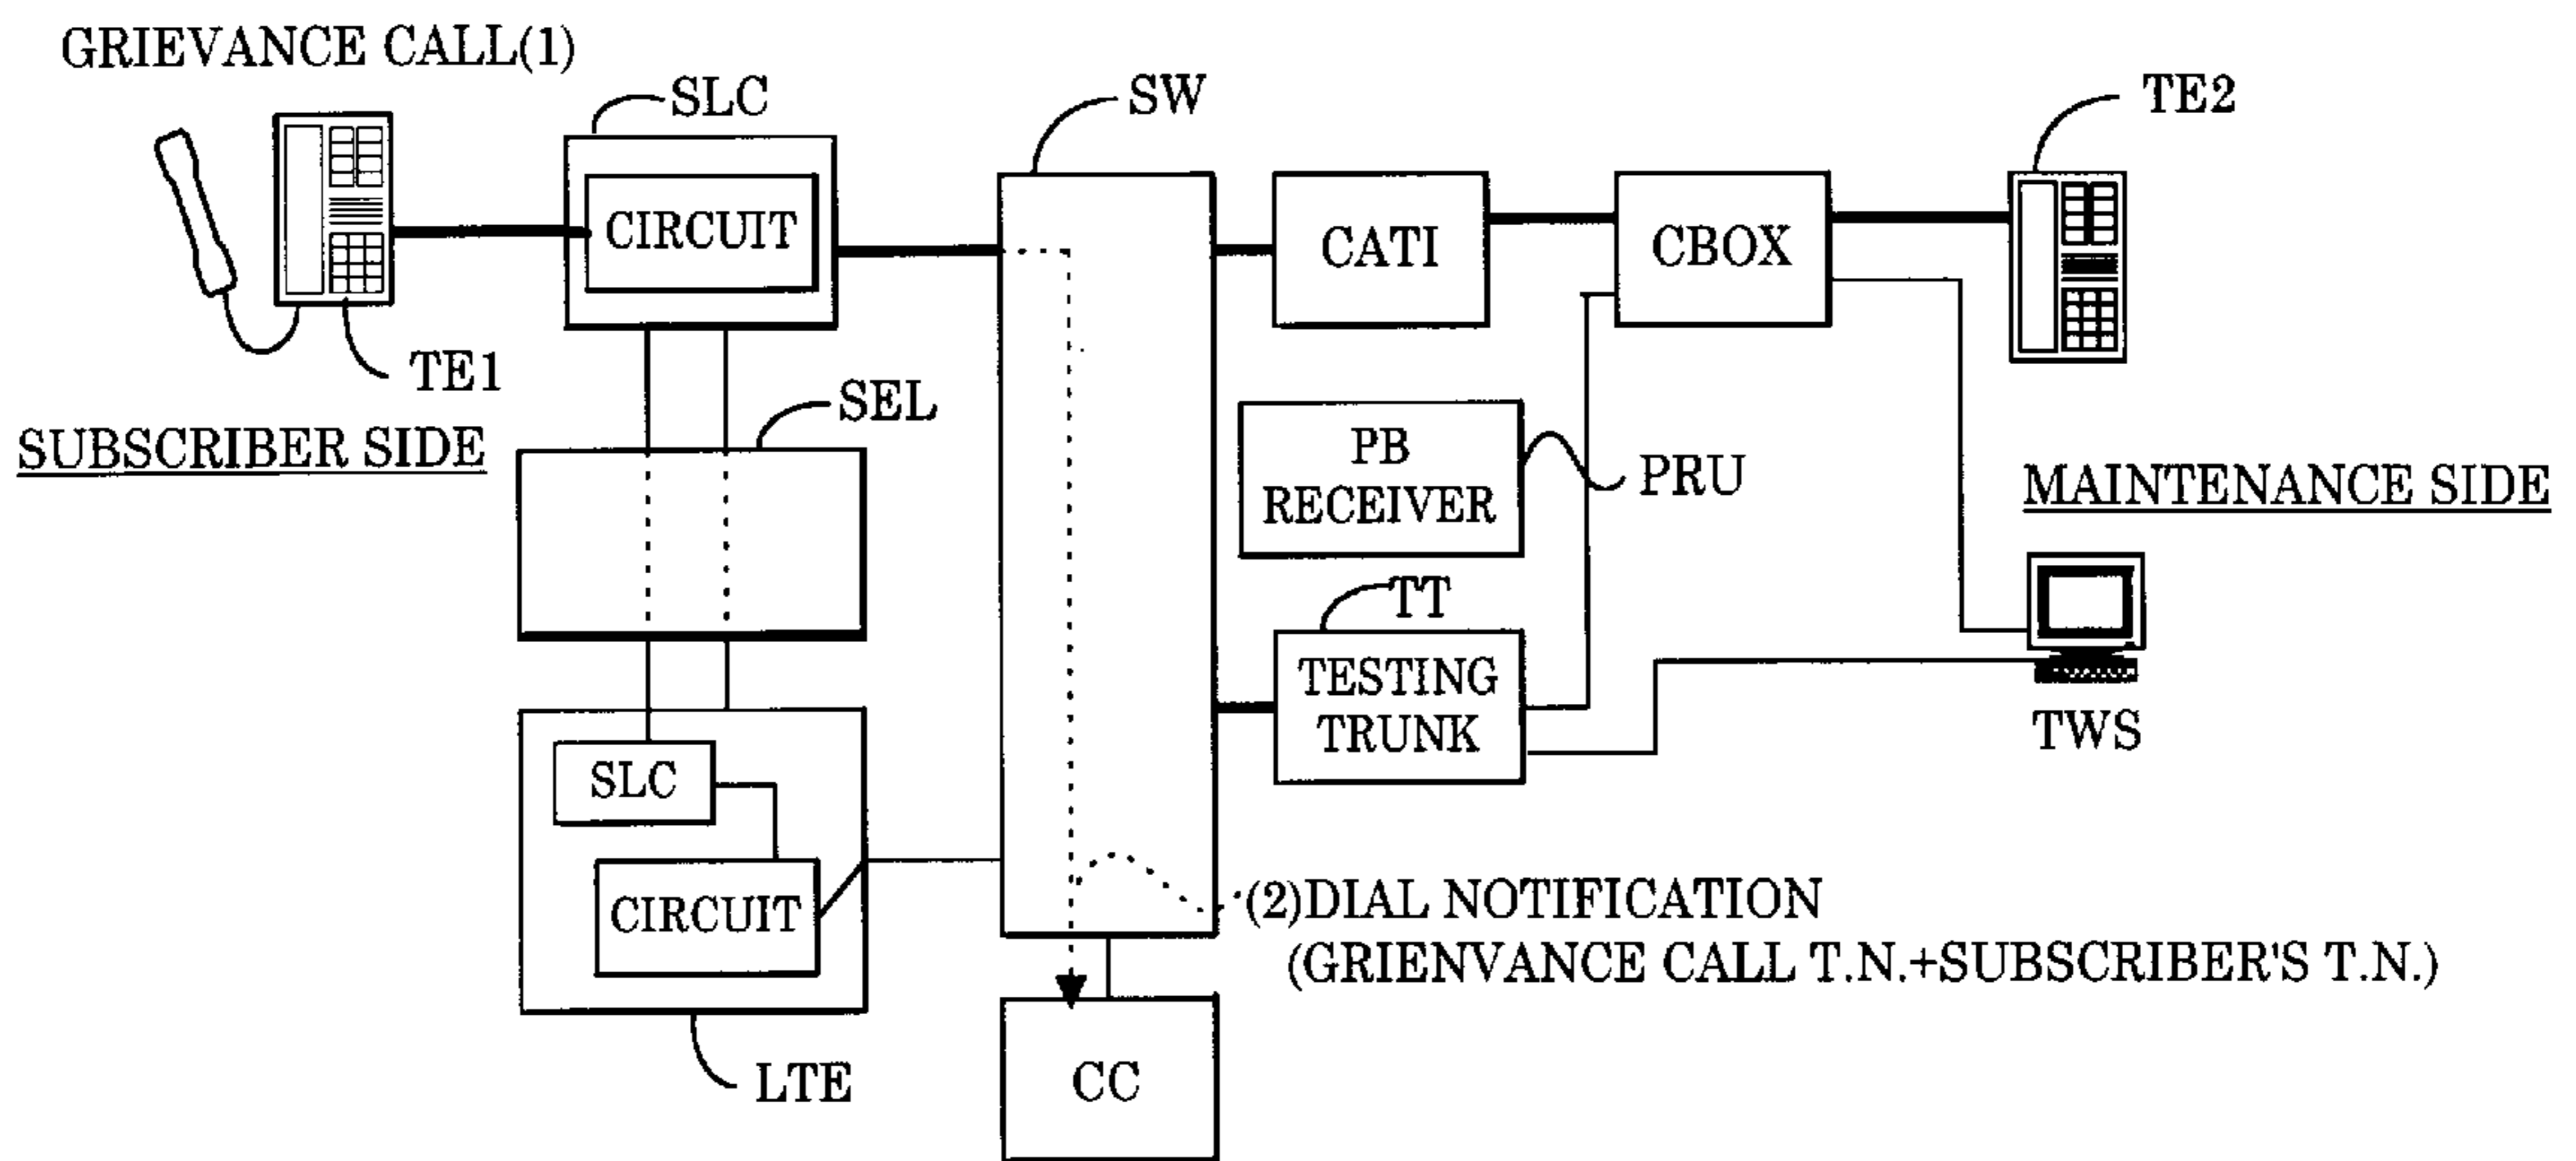 GRIEVANCE CALL(1)
SLC
SW
TE2
CIRCUIT
CATI
CBOX
TE1
SEL
SUBSCRIBER SIDE
PB
RECEIVER
PRU
MAINTENANCE SIDE
TT
TESTING
TRUNK
TWS
SLC
CIRCUIT
(2)DIAL NOTIFICATION
(GRIENVANCE CALL T.N.+SUBSCRIBER'S T.N.)
LTE
CC